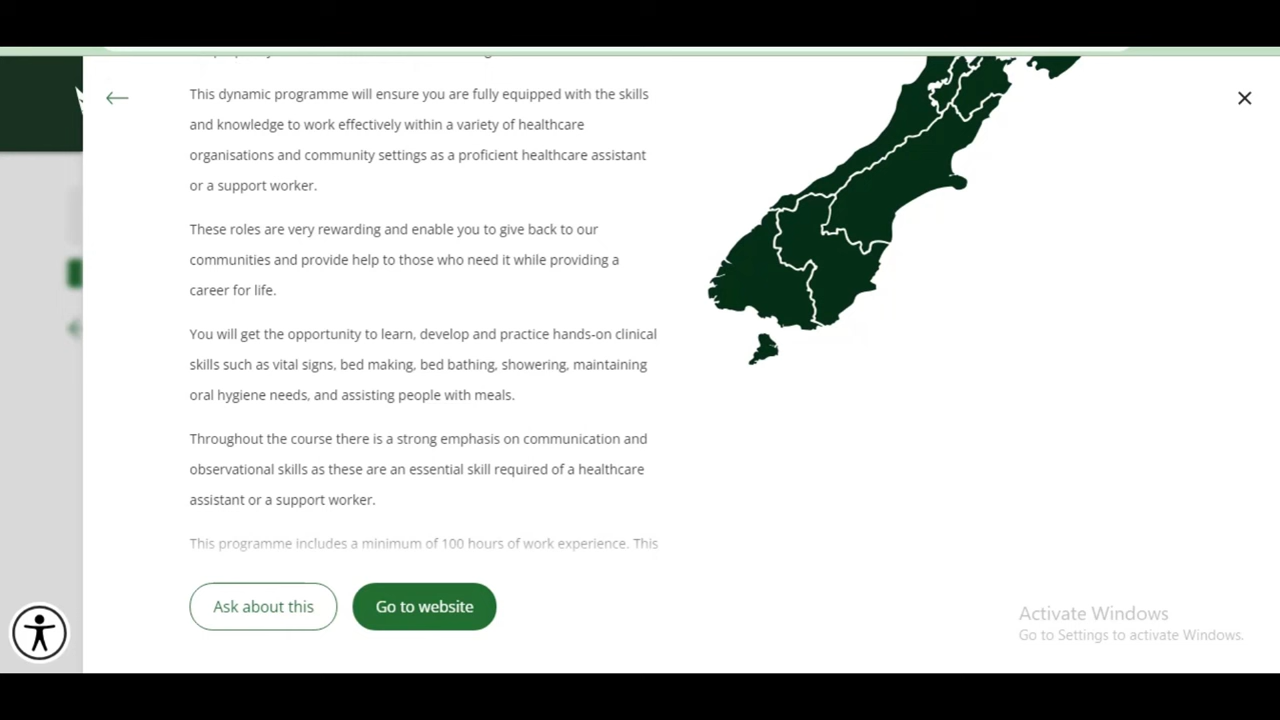 This dynamic programme will ensure you are fully equipped with the skills
and knowledge to work effectively within a variety of healthcare
organisations and community settings as a proficient healthcare assistant
or a support worker.
These roles are very rewarding and enable you to give back to our
communities and provide help to those who need it while providing a
career for life.
You will get the opportunity to learn, develop and practice hands-on clinical
skills such as vital signs, bed making, bed bathing, showering, maintaining
oral hygiene needs, and assisting people with meals.
Throughout the course there is a strong emphasis on communication and
observational skills as these are an essential skill required of a healthcare
assistant or a support worker.
This programme includes a minimum of 100 hours of work experience. This
Ask about this
Go to website
Activate Windows
Go to Settings to activate Windows.